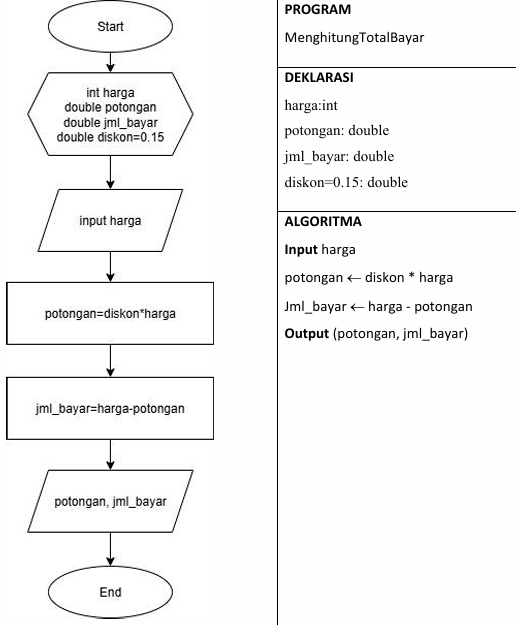 Start
int harga
double potongan
double jml_bayar
double diskon=0.15
input harga
potongan=diskon*harga
jml_bayar=harga-potongan
potongan, jml_bayar
End
PROGRAM
MenghitungTotalBayar
DEKLARASI
harga:int
potongan: double
jml_bayar: double
diskon=0.15: double
ALGORITMA
Input harga
potongan ← diskon * harga
Jml_bayar ← harga - potongan
Output (potongan, jml_bayar)